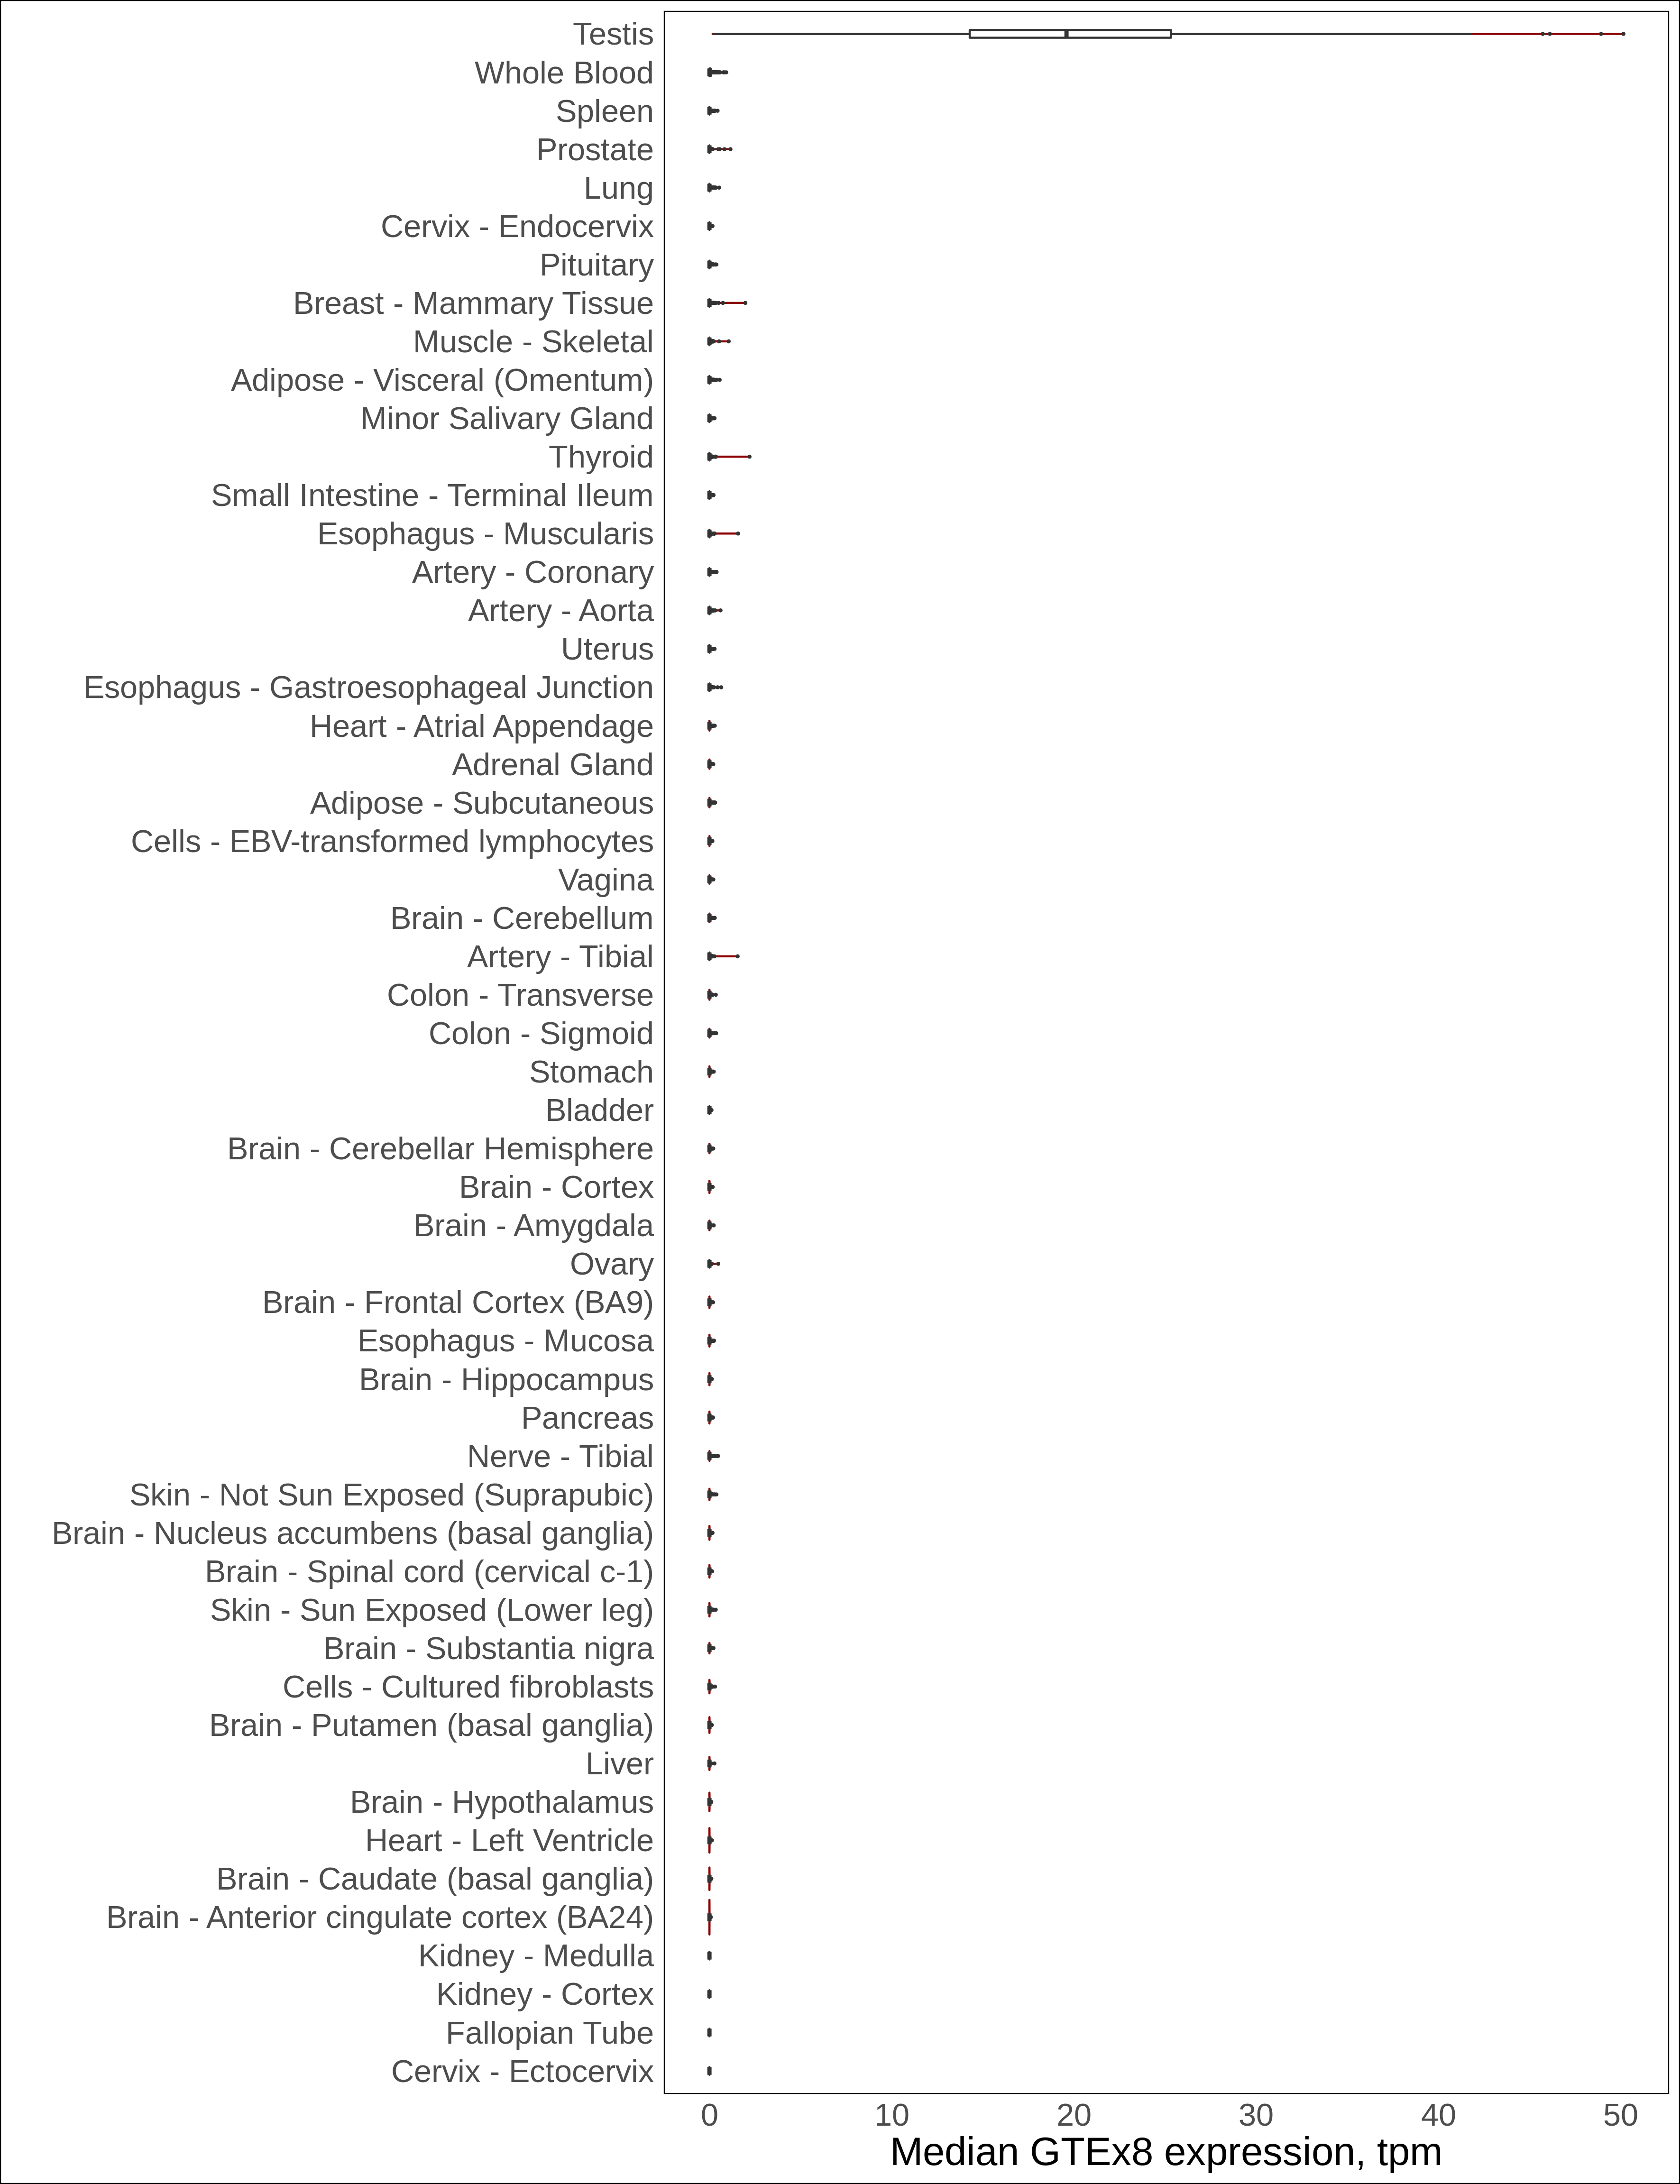 Testis
Whole Blood
Spleen
Prostate
Lung
Cervix - Endocervix
Pituitary
Breast - Mammary Tissue
Muscle - Skeletal
Adipose - Visceral (Omentum)
Minor Salivary Gland
Thyroid
Small Intestine - Terminal Ileum
Esophagus - Muscularis
Artery - Coronary
Artery - Aorta
Uterus
Esophagus - Gastroesophageal Junction
Heart - Atrial Appendage
Adrenal Gland
Adipose - Subcutaneous
Cells - EBV-transformed lymphocytes
Vagina
Brain - Cerebellum
Artery - Tibial
Colon - Transverse
Colon - Sigmoid
Stomach
Bladder
Brain - Cerebellar Hemisphere
Brain - Cortex
Brain - Amygdala
Ovary
Brain - Frontal Cortex (BA9)
Esophagus - Mucosa
Brain - Hippocampus
Pancreas
Nerve - Tibial
Skin - Not Sun Exposed (Suprapubic)
Brain - Nucleus accumbens (basal ganglia)
Brain - Spinal cord (cervical c-1)
Skin - Sun Exposed (Lower leg)
Brain - Substantia nigra
Cells - Cultured fibroblasts
Brain - Putamen (basal ganglia)
Liver
Brain - Hypothalamus
Heart - Left Ventricle
Brain - Caudate (basal ganglia)
Brain - Anterior cingulate cortex (BA24)
Kidney - Medulla
Kidney - Cortex
Fallopian Tube
Cervix - Ectocervix
0 10 20 30 40 50
Median GTEx8 expression, tpm